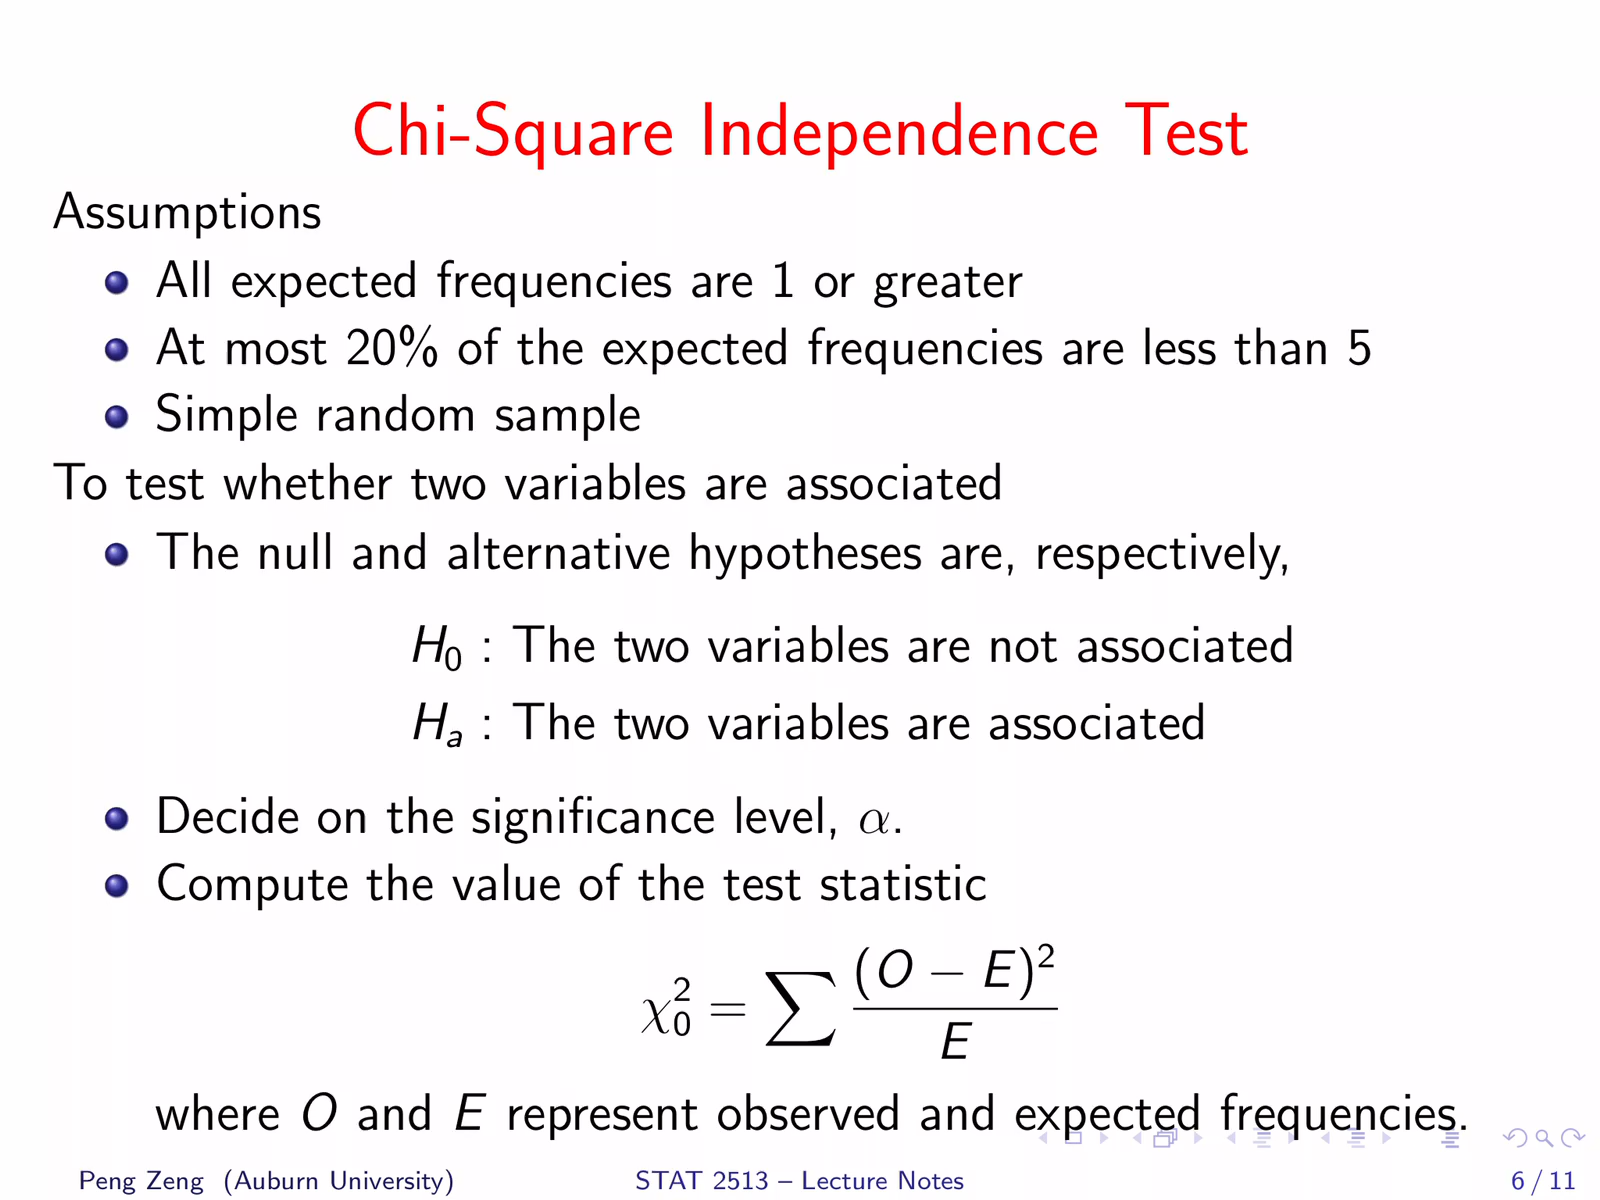 Chi-Square Independence Test
Assumptions
All expected frequencies are 1 or greater
At most 20% of the expected frequencies are less than 5
Simple random sample
To test whether two variables are associated
The null and alternative hypotheses are, respectively,
H₀ : The two variables are not associated
Hₐ : The two variables are associated
Decide on the significance level, α.
Compute the value of the test statistic
χ₀² = ∑ (O − E)² / E
where O and E represent observed and expected frequencies.
Peng Zeng (Auburn University) STAT 2513 – Lecture Notes 6 / 11